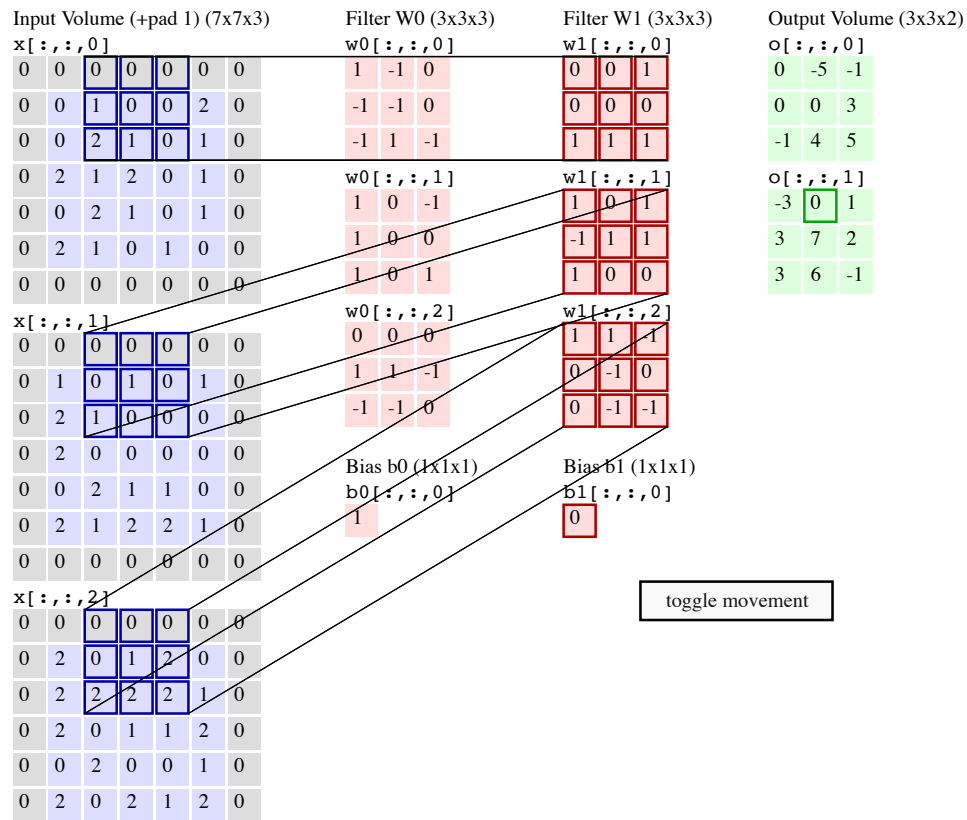 Input Volume (+pad 1) (7x7x3)
x[:,:,0]
0 0 0 0 0 0 0
0 0 1 0 0 2 0
0 0 2 1 0 1 0
0 2 1 2 0 1 0
0 0 2 1 0 1 0
0 2 1 0 1 0 0
0 0 0 0 0 0 0
x[:,:,1]
0 0 0 0 0 0 0
0 1 0 1 0 1 0
0 2 1 0 0 0 0
0 2 0 0 0 0 0
0 0 2 1 1 0 0
0 2 1 2 2 1 0
0 0 0 0 0 0 0
x[:,:,2]
0 0 0 0 0 0 0
0 2 0 1 2 0 0
0 2 2 2 2 1 0
0 2 0 1 1 2 0
0 0 2 0 0 1 0
0 2 0 2 1 2 0
Filter W0 (3x3x3)
w0[:,:,0]
1 -1 0
-1 -1 0
-1 1 -1
w0[:,:,1]
1 0 -1
1 0 0
1 0 1
w0[:,:,2]
0 0 0
1 1 -1
-1 -1 0
Bias b0 (1x1x1)
b0[:,:,0]
1
Filter W1 (3x3x3)
w1[:,:,0]
0 0 1
0 0 0
1 1 1
w1[:,:,1]
1 0 1
-1 1 1
1 0 0
w1[:,:,2]
1 1 -1
0 -1 0
0 -1 -1
Bias b1 (1x1x1)
b1[:,:,0]
0
Output Volume (3x3x2)
o[:,:,0]
0 -5 -1
0 0 3
-1 4 5
o[:,:,1]
-3 0 1
3 7 2
3 6 -1
toggle movement